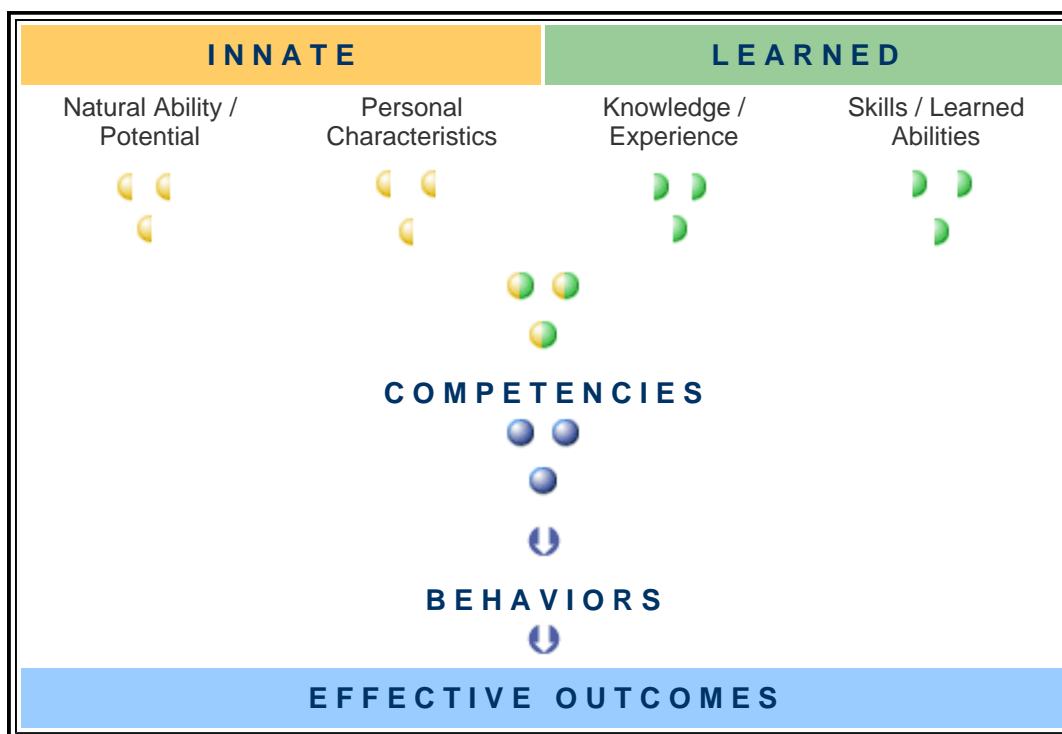 INNATE
LEARNED
Natural Ability /
Potential
Personal
Characteristics
Knowledge /
Experience
Skills / Learned
Abilities
COMPETENCIES
BEHAVIORS
EFFECTIVE OUTCOMES